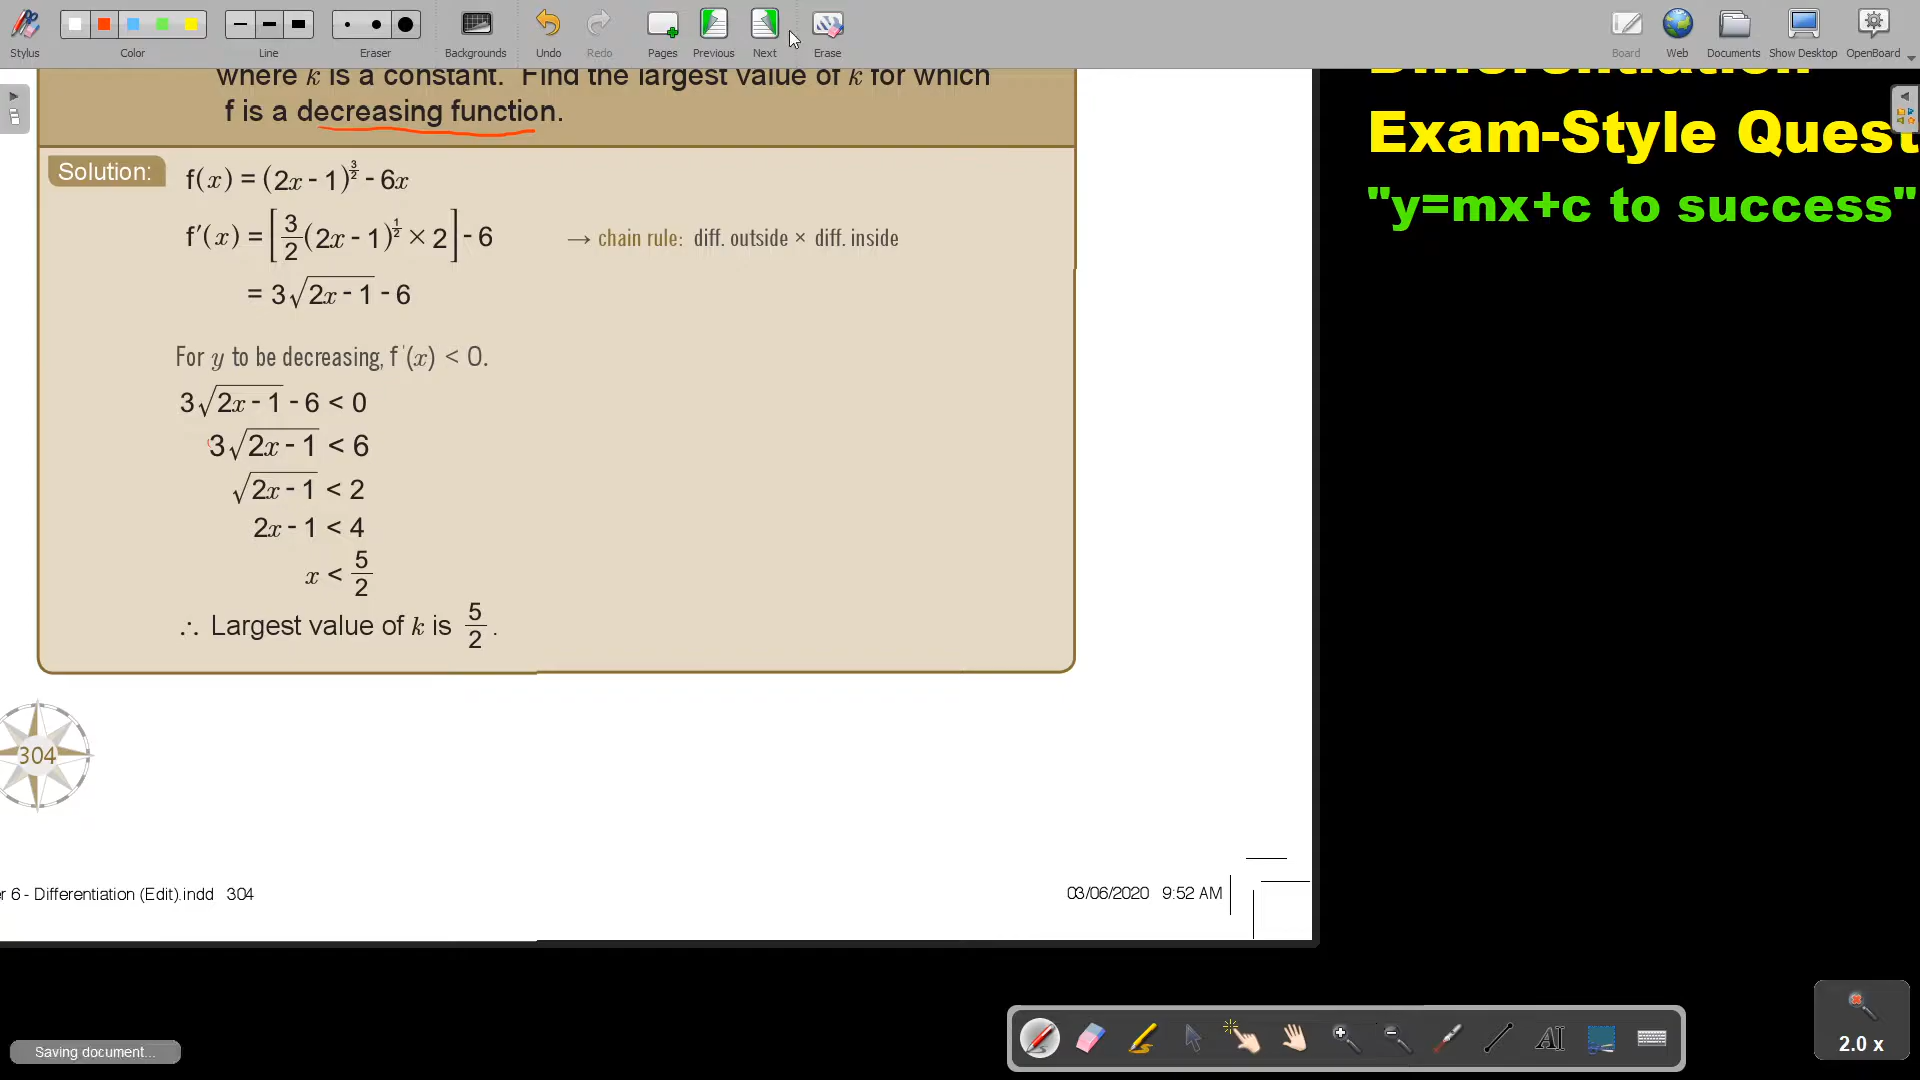 Stylus
Color
Line
Eraser
Backgrounds
Undo
Redo
Pages
Previous
Next
Erase
Board
Web
Documents
Show Desktop
OpenBoard
where k is a constant. Find the largest value of k for which
f is a decreasing function.
Differentiation
Exam-Style Quest
"y=mx+c to success"
Solution:
f(x) = (2x - 1)^{3/2} - 6x
f'(x) = [3/2 (2x - 1)^{1/2} × 2] - 6 → chain rule: diff. outside × diff. inside
= 3√(2x - 1) - 6
For y to be decreasing, f'(x) < 0.
3√(2x - 1) - 6 < 0
3√(2x - 1) < 6
√(2x - 1) < 2
2x - 1 < 4
x < 5/2
∴ Largest value of k is 5/2.
304
r 6 - Differentiation (Edit).indd 304
03/06/2020 9:52 AM
Saving document...
2.0 x